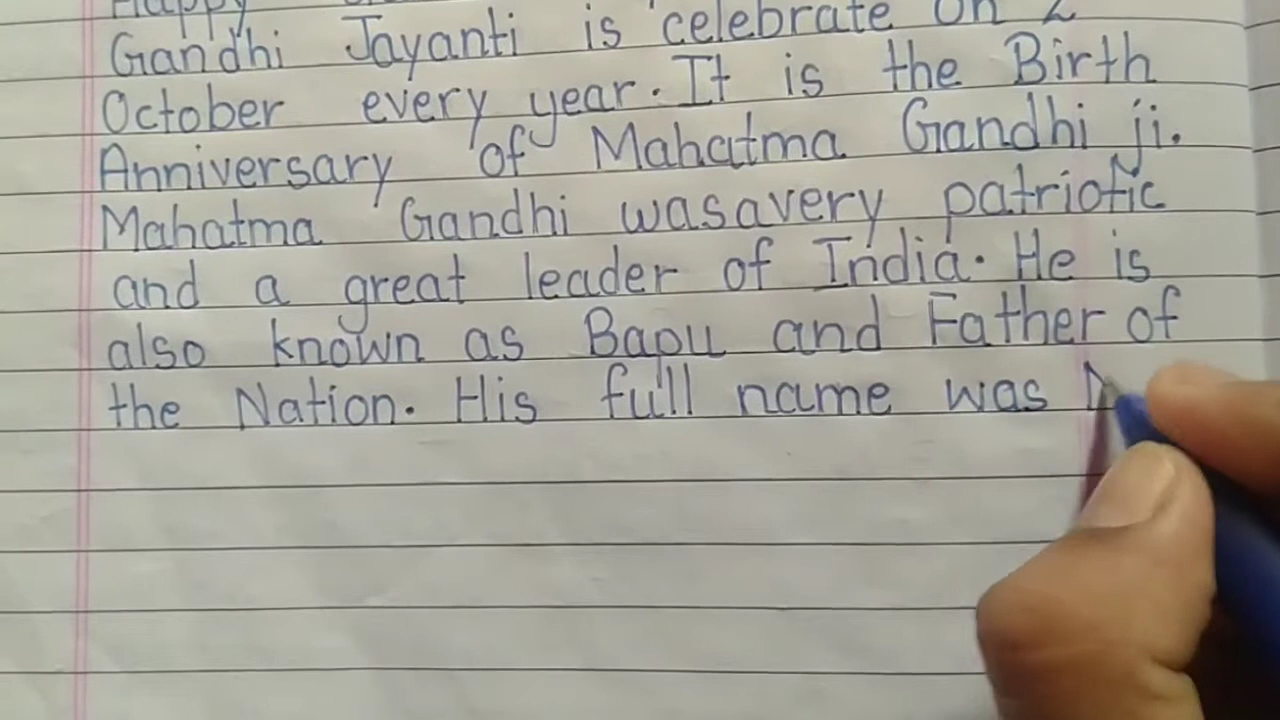 Happy
Gandhi Jayanti is celebrate on 2
October every year. It is the Birth
Anniversary of Mahatma Gandhi ji.
Mahatma Gandhi wasavery patriotic
and a great leader of India. He is
also known as Bapu and Father of
the Nation. His full name was